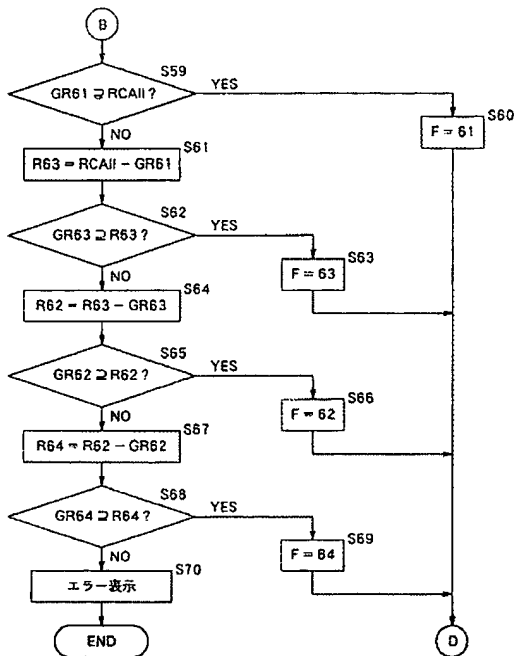 B
S59
GR61 ⊋ RCAll ?
YES
S60
F = 61
NO
S61
R63 = RCAll − GR61
S62
GR63 ⊇ R63 ?
YES
S63
F = 63
NO
S64
R62 = R63 − GR63
S65
GR62 ⊇ R62 ?
YES
S66
F = 62
NO
S67
R64 = R62 − GR62
S68
GR64 ⊇ R64 ?
YES
S69
F = 64
NO
S70
エラー表示
END
D